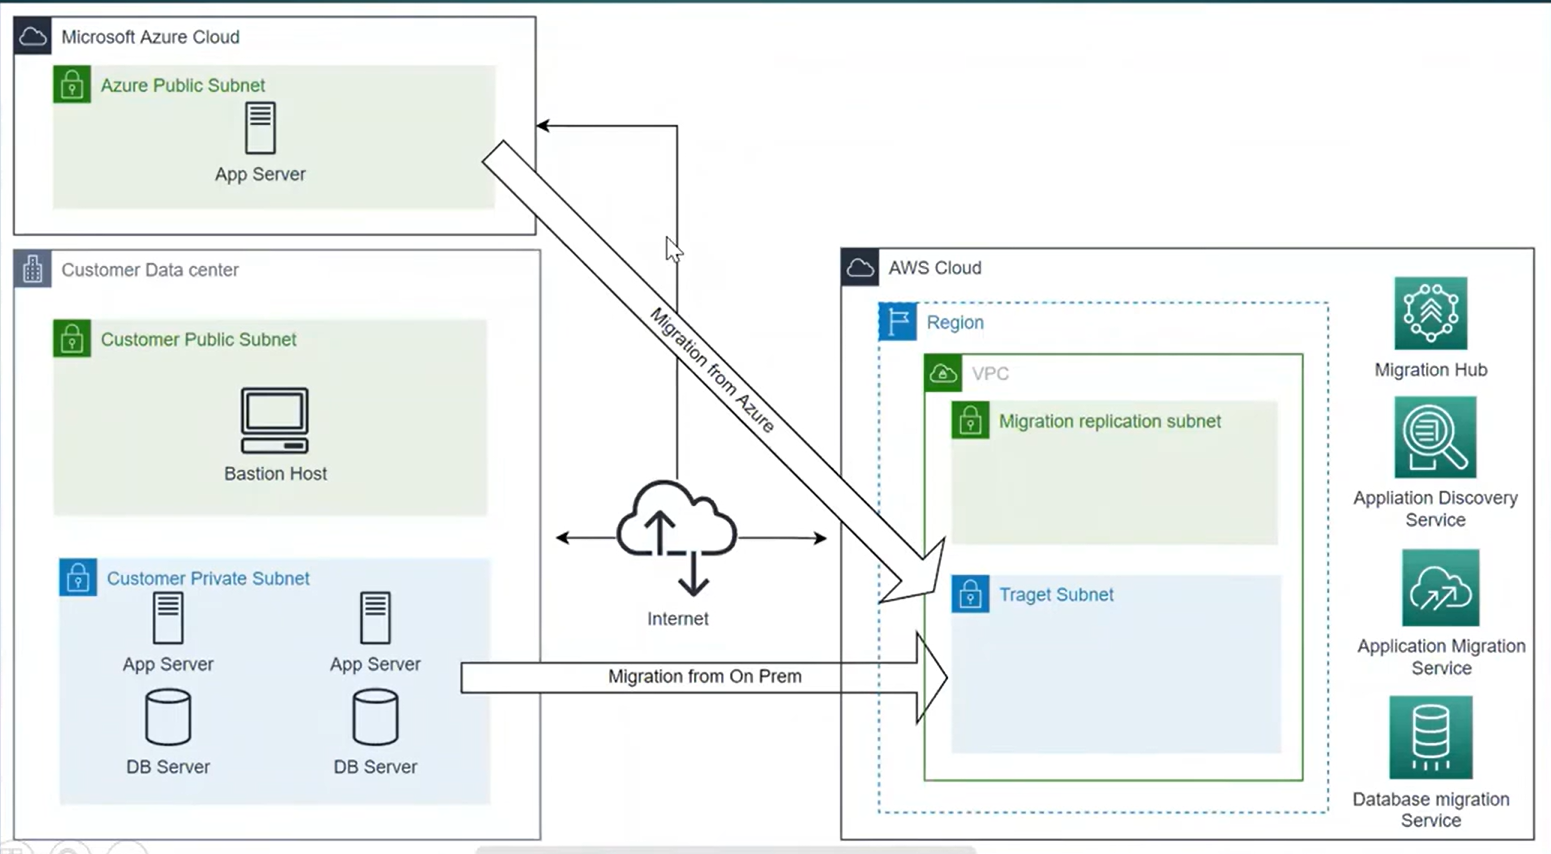 Microsoft Azure Cloud
Azure Public Subnet
App Server
Customer Data center
Customer Public Subnet
Bastion Host
Customer Private Subnet
App Server
App Server
DB Server
DB Server
Migration from Azure
Internet
Migration from On Prem
AWS Cloud
Region
VPC
Migration replication subnet
Traget Subnet
Migration Hub
Appliation Discovery
Service
Application Migration
Service
Database migration
Service